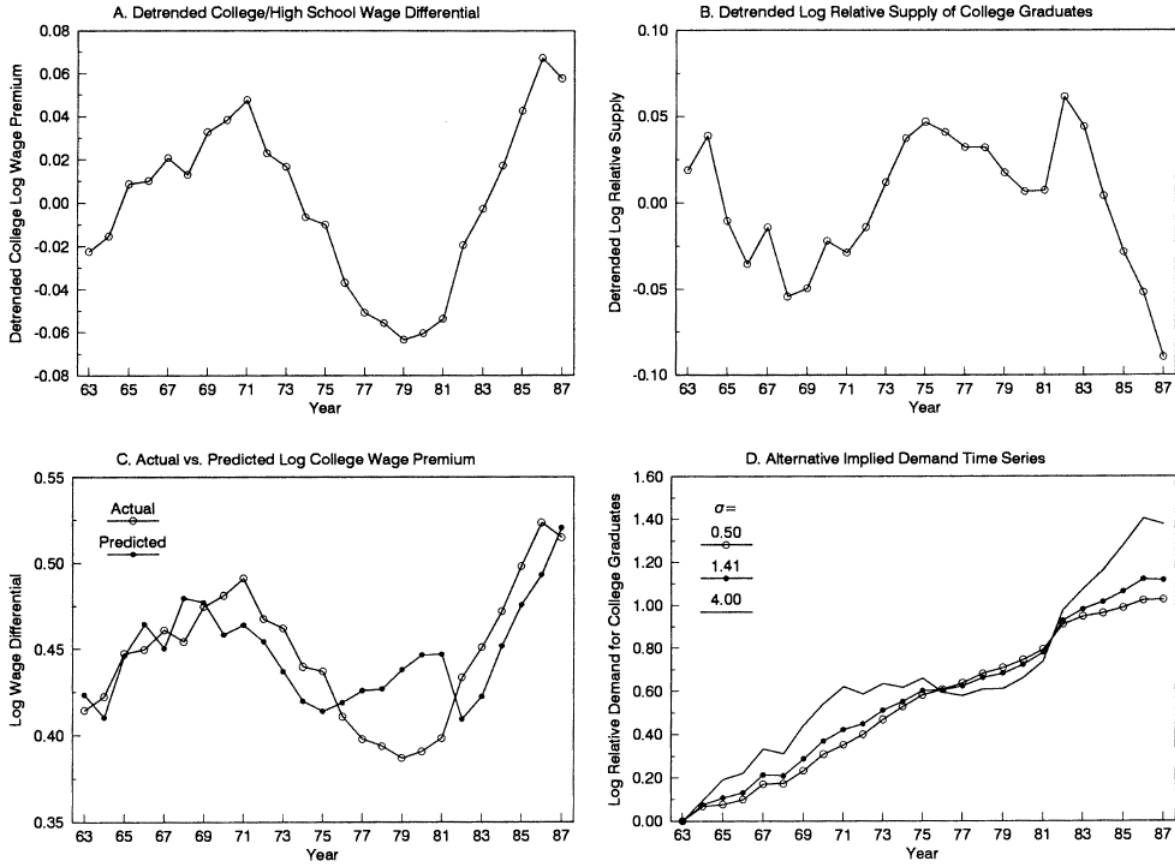 A. Detrended College/High School Wage Differential
Detrended College Log Wage Premium
0.08
0.06
0.04
0.02
0.00
-0.02
-0.04
-0.06
-0.08
63 65 67 69 71 73 75 77 79 81 83 85 87
Year
B. Detrended Log Relative Supply of College Graduates
Detrended Log Relative Supply
0.10
0.05
0.00
-0.05
-0.10
63 65 67 69 71 73 75 77 79 81 83 85 87
Year
C. Actual vs. Predicted Log College Wage Premium
Log Wage Differential
0.55
0.50
0.45
0.40
0.35
Actual
Predicted
63 65 67 69 71 73 75 77 79 81 83 85 87
Year
D. Alternative Implied Demand Time Series
Log Relative Demand for College Graduates
1.60
1.40
1.20
1.00
0.80
0.60
0.40
0.20
0.00
σ=
0.50
1.41
4.00
63 65 67 69 71 73 75 77 79 81 83 85 87
Year